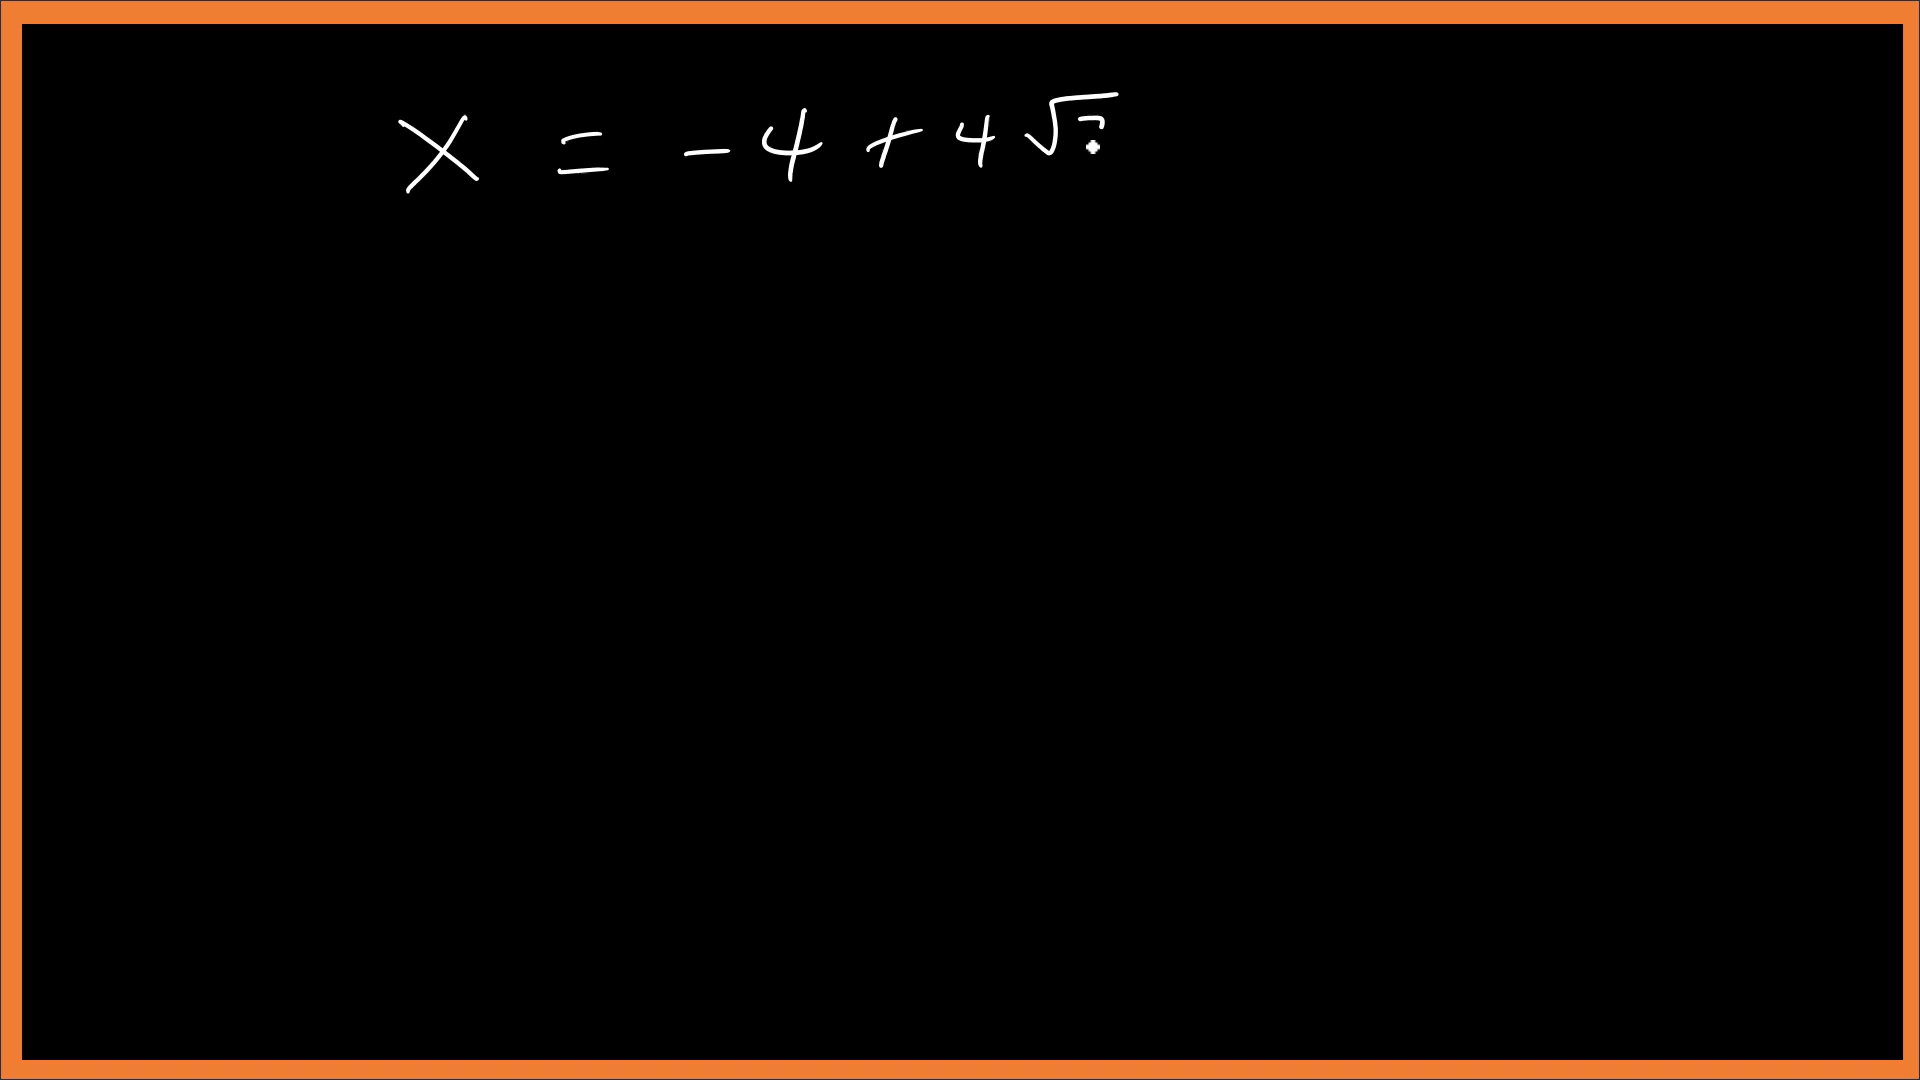 X = -4 + 4√